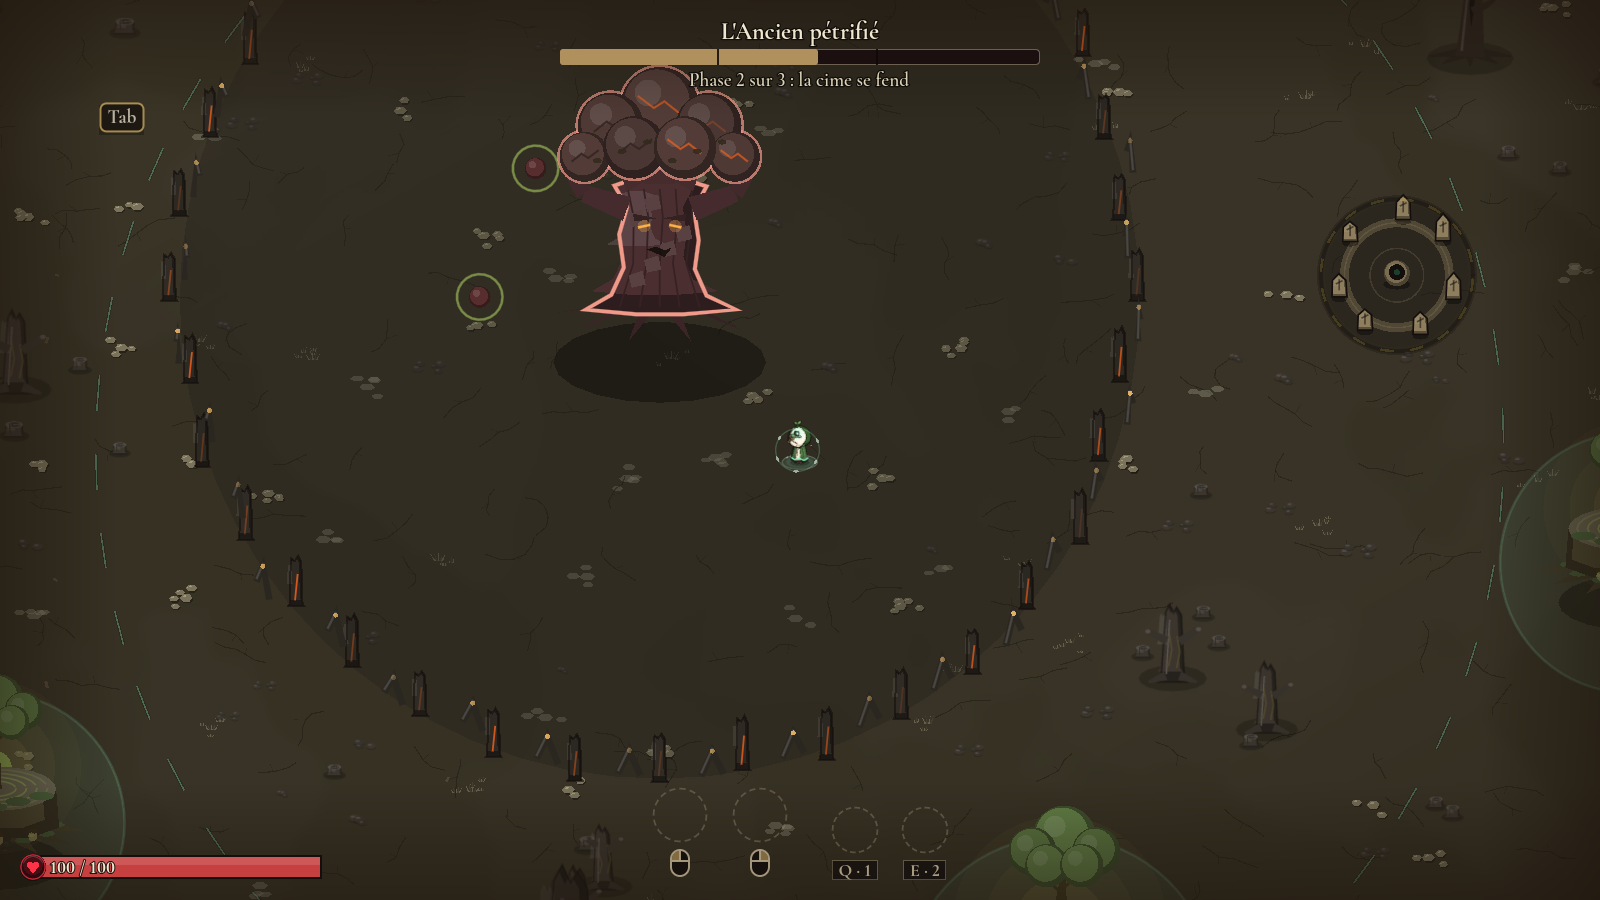 L'Ancien pétrifié
Phase 2 sur 3 : la cime se fend
Tab
100 / 100
Q · 1
E · 2